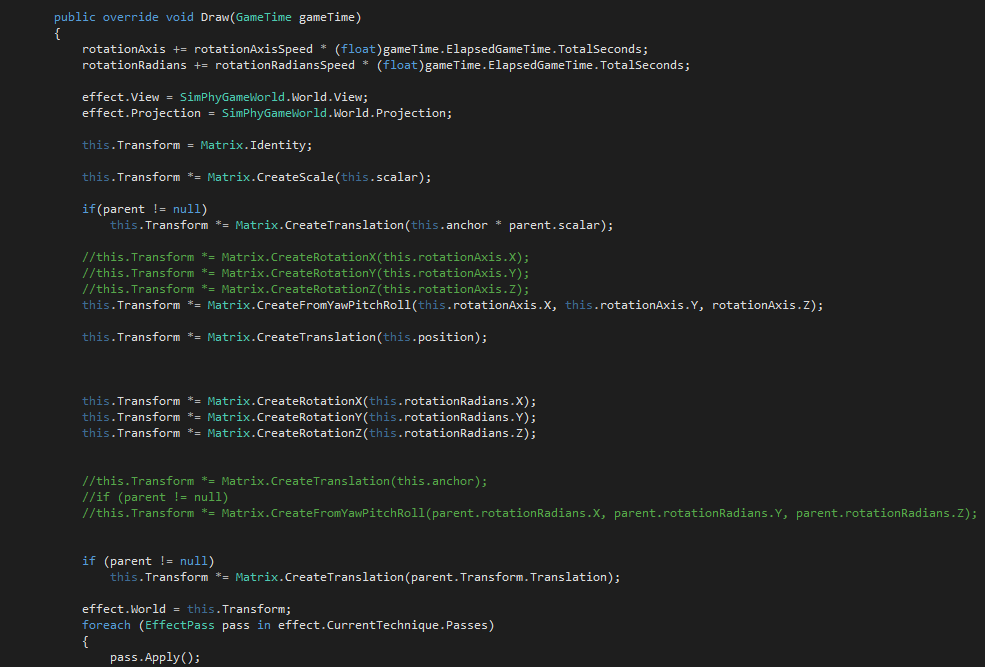 public override void Draw(GameTime gameTime)
{
rotationAxis += rotationAxisSpeed * (float)gameTime.ElapsedGameTime.TotalSeconds;
rotationRadians += rotationRadiansSpeed * (float)gameTime.ElapsedGameTime.TotalSeconds;
effect.View = SimPhyGameWorld.World.View;
effect.Projection = SimPhyGameWorld.World.Projection;
this.Transform = Matrix.Identity;
this.Transform *= Matrix.CreateScale(this.scalar);
if(parent != null)
this.Transform *= Matrix.CreateTranslation(this.anchor * parent.scalar);
//this.Transform *= Matrix.CreateRotationX(this.rotationAxis.X);
//this.Transform *= Matrix.CreateRotationY(this.rotationAxis.Y);
//this.Transform *= Matrix.CreateRotationZ(this.rotationAxis.Z);
this.Transform *= Matrix.CreateFromYawPitchRoll(this.rotationAxis.X, this.rotationAxis.Y, rotationAxis.Z);
this.Transform *= Matrix.CreateTranslation(this.position);
this.Transform *= Matrix.CreateRotationX(this.rotationRadians.X);
this.Transform *= Matrix.CreateRotationY(this.rotationRadians.Y);
this.Transform *= Matrix.CreateRotationZ(this.rotationRadians.Z);
//this.Transform *= Matrix.CreateTranslation(this.anchor);
//if (parent != null)
//this.Transform *= Matrix.CreateFromYawPitchRoll(parent.rotationRadians.X, parent.rotationRadians.Y, parent.rotationRadians.Z);
if (parent != null)
this.Transform *= Matrix.CreateTranslation(parent.Transform.Translation);
effect.World = this.Transform;
foreach (EffectPass pass in effect.CurrentTechnique.Passes)
{
pass.Apply();